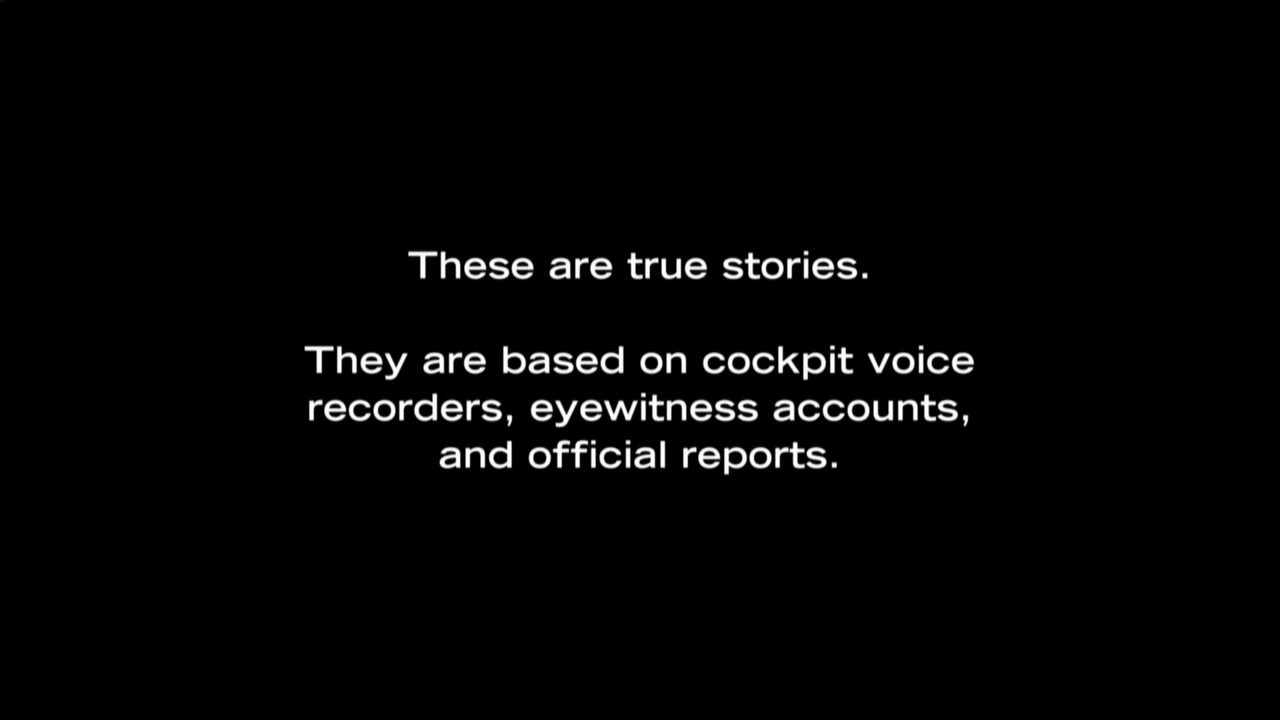 These are true stories.
They are based on cockpit voice
recorders, eyewitness accounts,
and official reports.